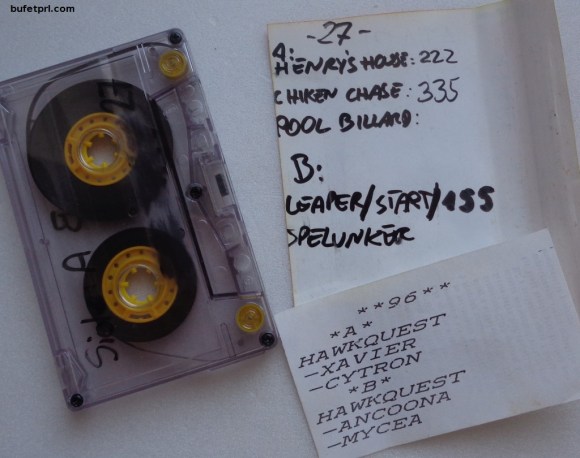 bufetprl.com
-27-
A:
HENRY'S HOUSE: 222
CHIKEN CHASE: 335
POOL BILLARD:
B:
LEAPER/START/155
SPELUNKER
**96**
*A*
HAWKQUEST
-XAVIER
-CYTRON
*B*
HAWKQUEST
-ANCOONA
-MYCEA
Side A